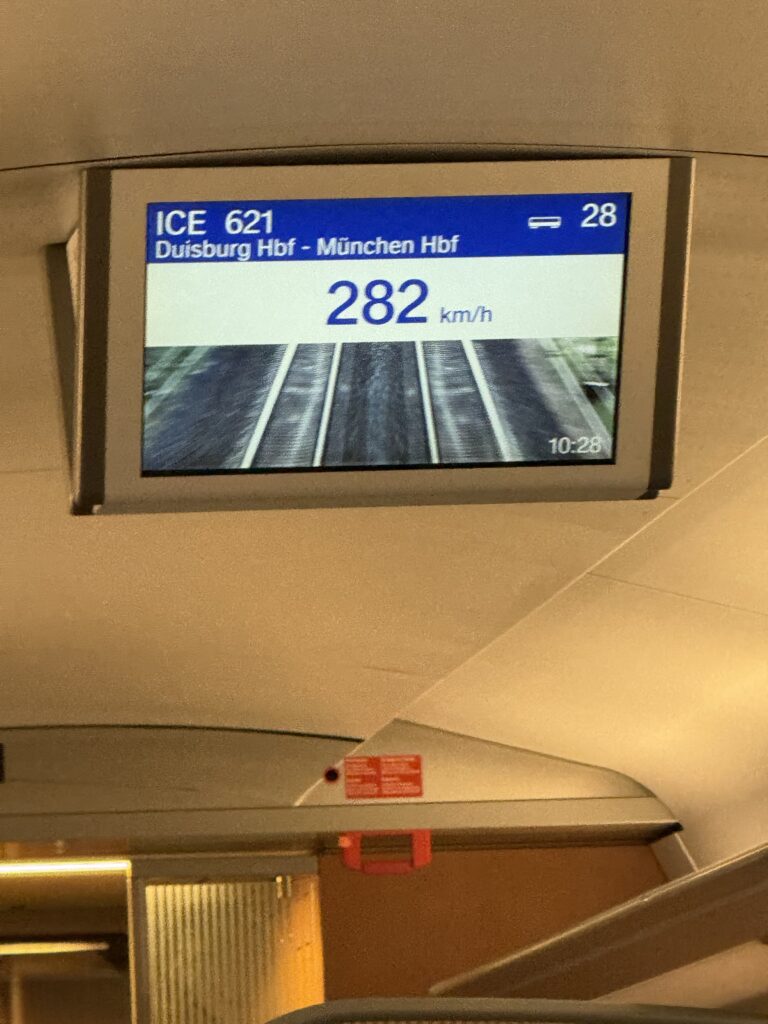 ICE 621 28
Duisburg Hbf - München Hbf
282 km/h
10:28